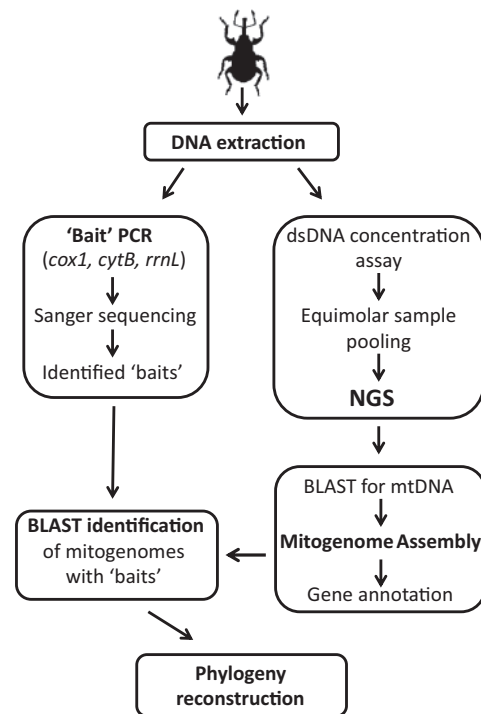 DNA extraction
‘Bait’ PCR
(cox1, cytB, rrnL)
Sanger sequencing
Identified ‘baits’
dsDNA concentration
assay
Equimolar sample
pooling
NGS
BLAST for mtDNA
Mitogenome Assembly
Gene annotation
BLAST identification
of mitogenomes
with ‘baits’
Phylogeny
reconstruction